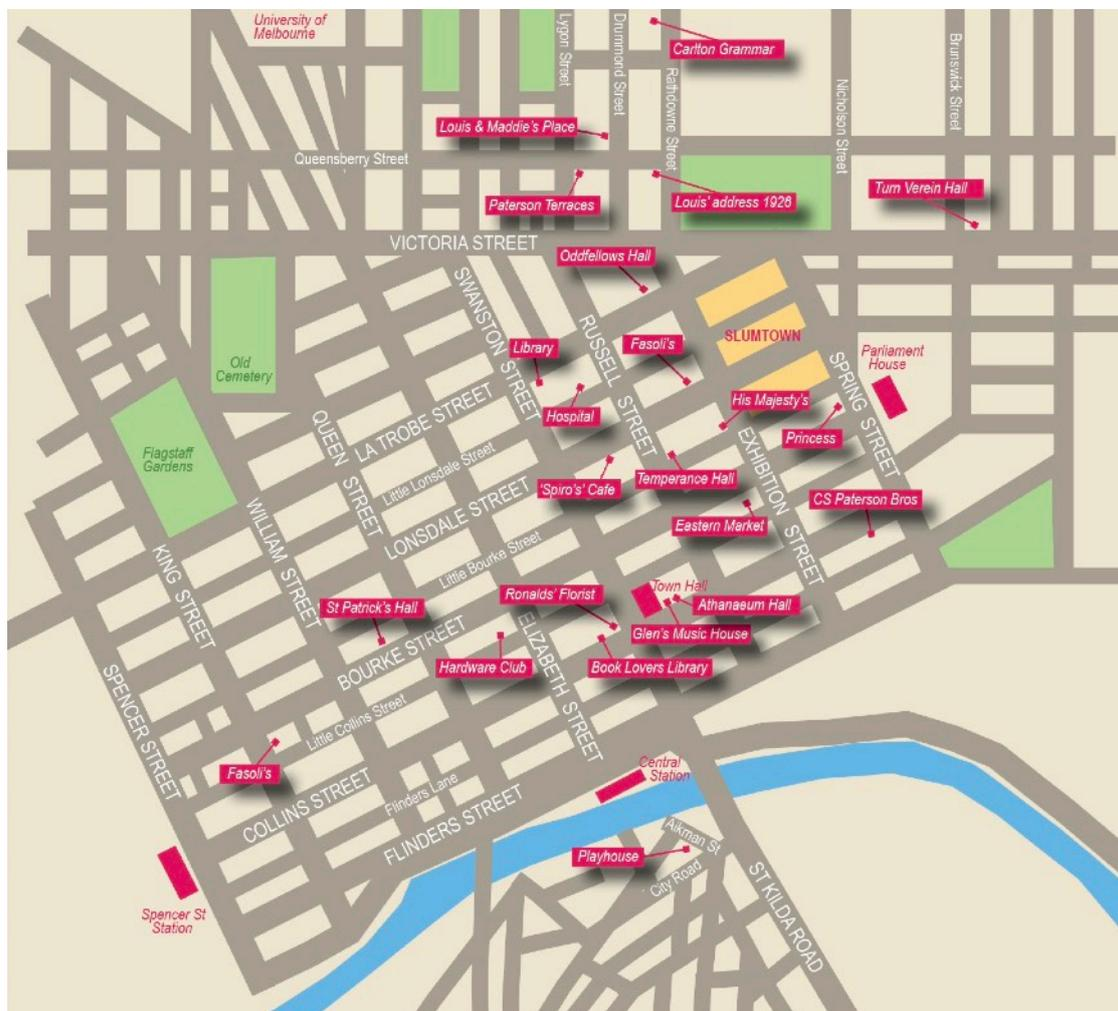 University of
Melbourne
Lygon Street
Drummond Street
Rathdowne Street
Carlton Grammar
Nicholson Street
Brunswick Street
Louis & Maddie's Place
Queensberry Street
Paterson Terraces
Louis' address 1926
Turn Verein Hall
VICTORIA STREET
Oddfellows Hall
SWANSTON STREET
RUSSELL STREET
SLUMTOWN
Library
Fasoli's
Parliament
House
Old
Cemetery
SPRING STREET
Hospital
His Majesty's
Princess
LA TROBE STREET
QUEEN STREET
EXHIBITION STREET
Flagstaff
Gardens
Little Lonsdale Street
'Spiro's' Cafe
Temperance Hall
CS Paterson Bros
LONSDALE STREET
Eastern Market
WILLIAM STREET
KING STREET
Little Bourke Street
Town Hall
Ronalds' Florist
Athanaeum Hall
St Patrick's Hall
Glen's Music House
BOURKE STREET
ELIZABETH STREET
Hardware Club
Book Lovers Library
SPENCER STREET
Little Collins Street
Fasoli's
Central
Station
COLLINS STREET
Flinders Lane
FLINDERS STREET
Aikman St
Playhouse
City Road
ST KILDA ROAD
Spencer St
Station